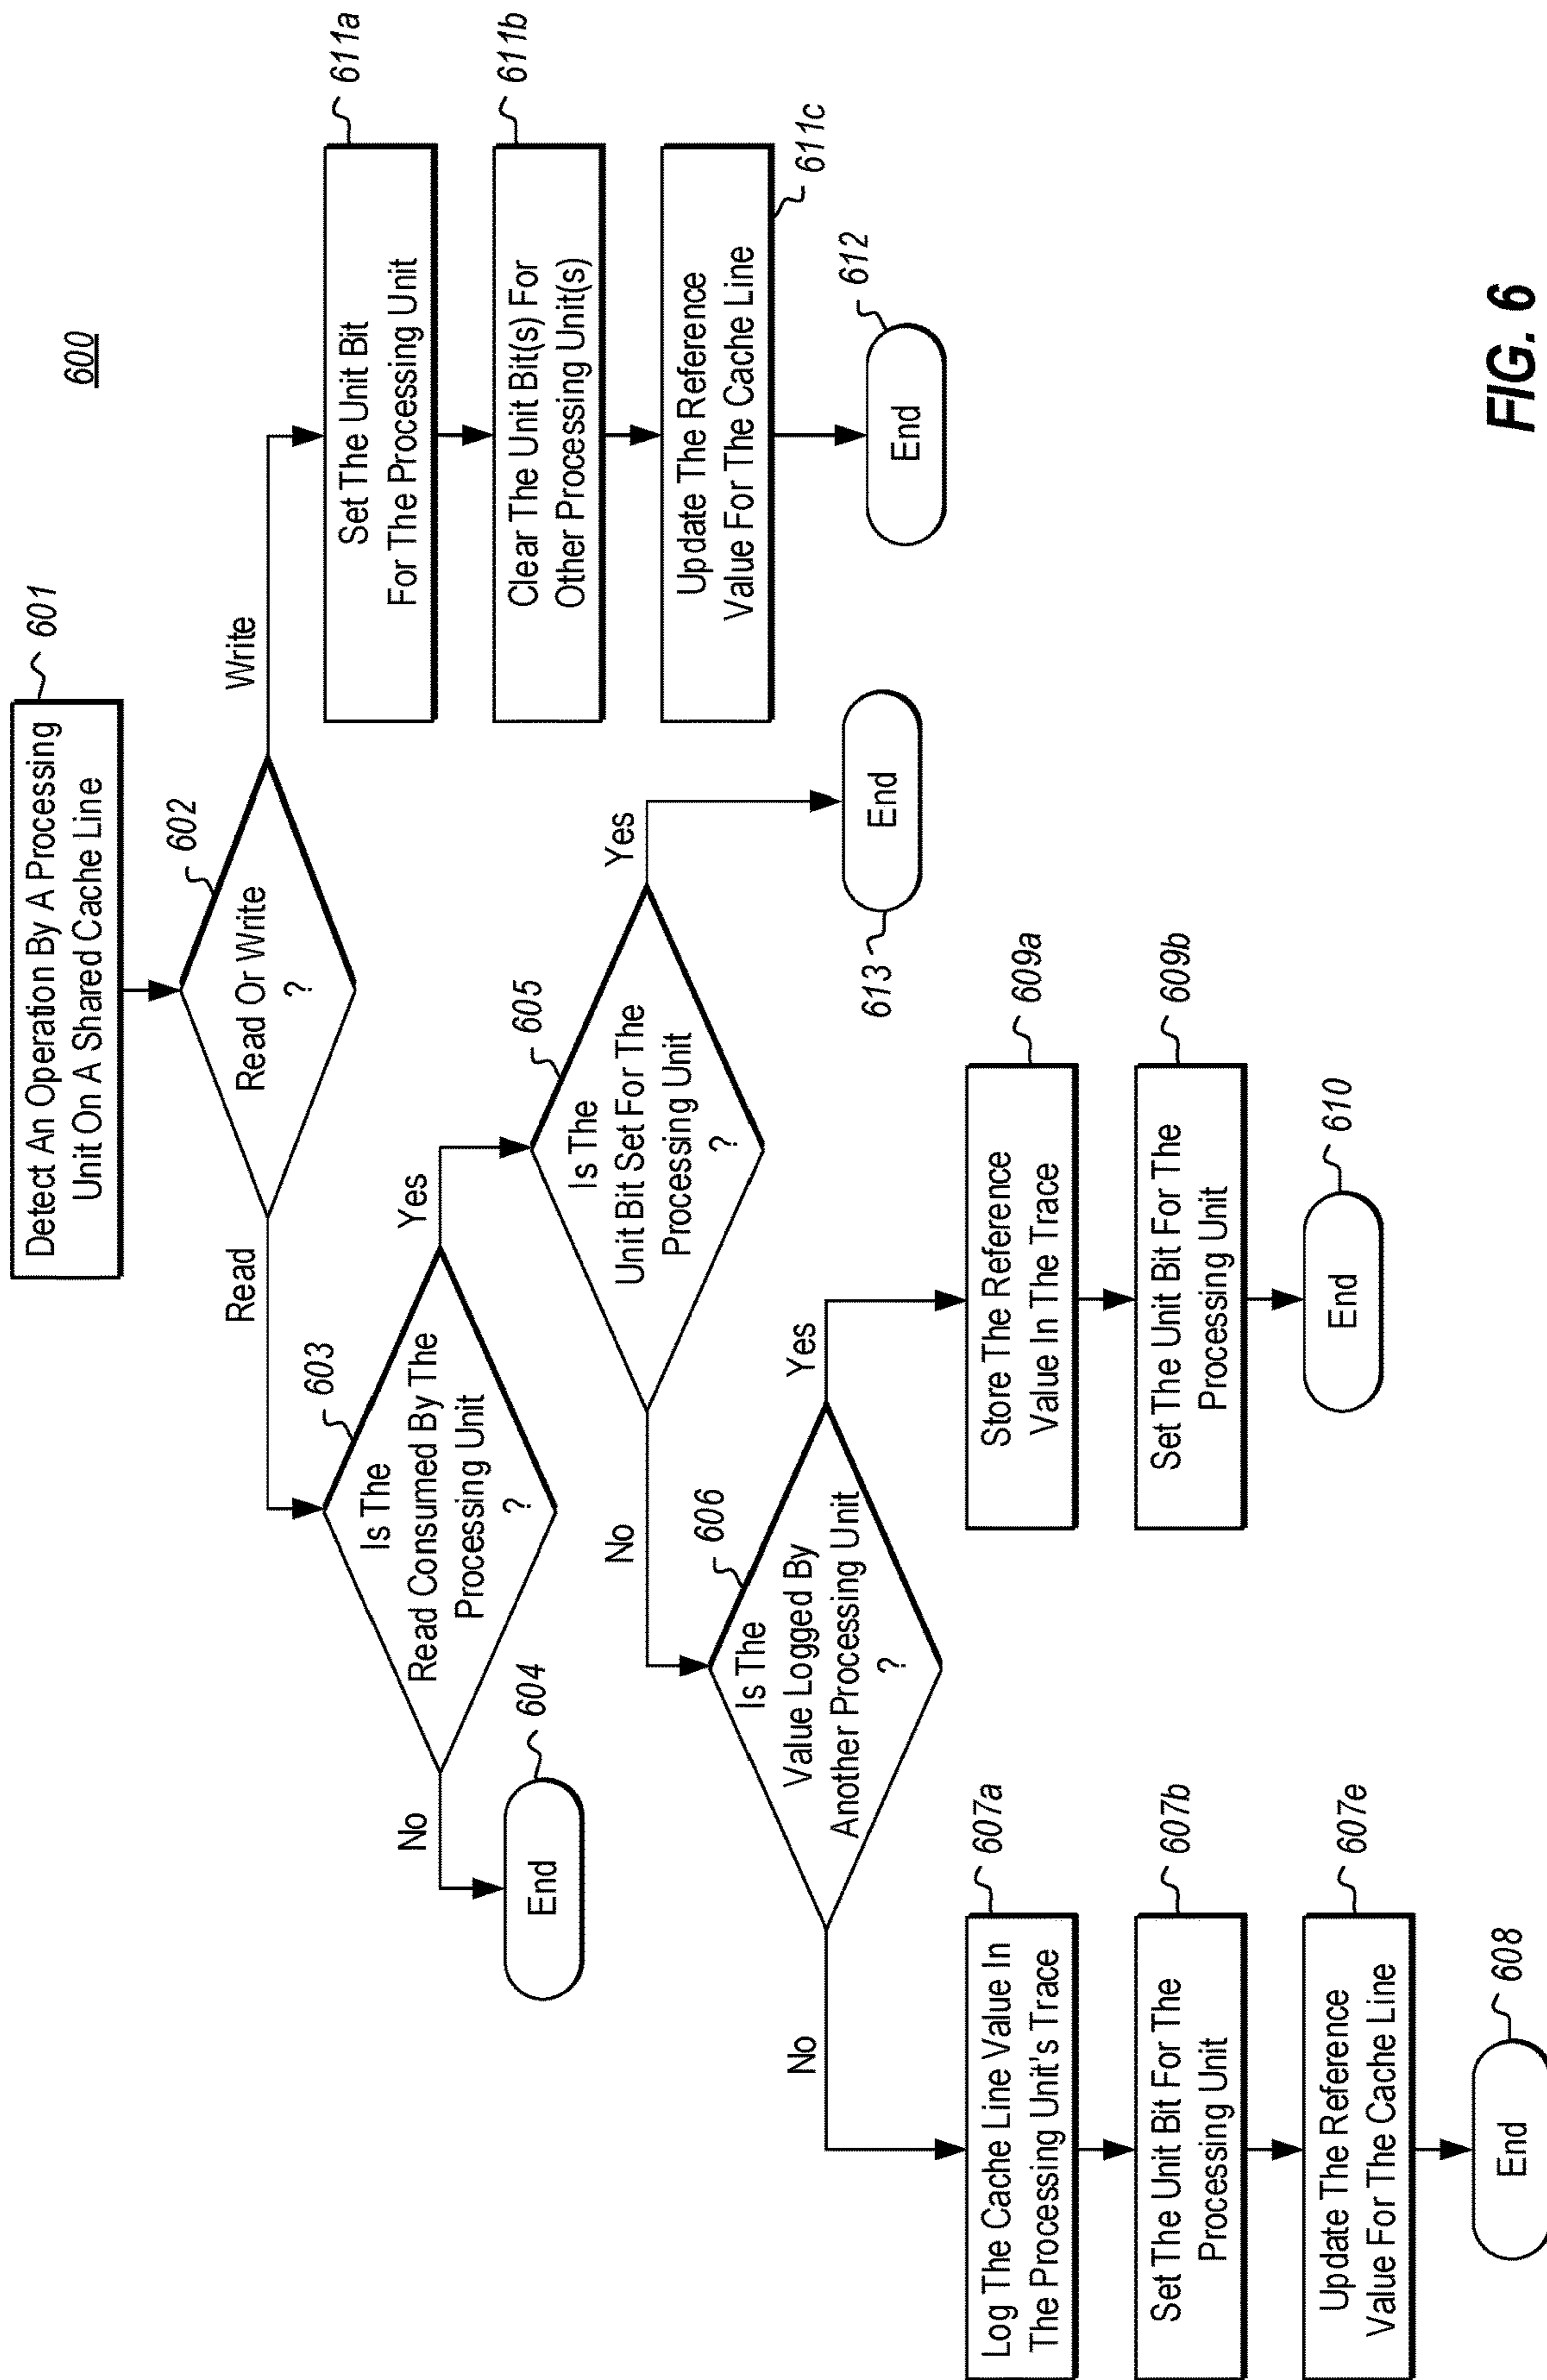 600
Detect An Operation By A Processing
Unit On A Shared Cache Line
601
Read Or Write
?
602
Read
Write
Is The
Read Consumed By The
Processing Unit
?
603
No
Yes
End
604
Is The
Unit Bit Set For The
Processing Unit
?
605
No
Yes
End
613
Is The
Value Logged By
Another Processing Unit
?
606
No
Yes
Log The Cache Line Value In
The Processing Unit's Trace
607a
Set The Unit Bit For The
Processing Unit
607b
Update The Reference
Value For The Cache Line
607e
End
608
Store The Reference
Value In The Trace
609a
Set The Unit Bit For The
Processing Unit
609b
End
610
Set The Unit Bit
For The Processing Unit
611a
Clear The Unit Bit(s) For
Other Processing Unit(s)
611b
Update The Reference
Value For The Cache Line
611c
End
612
FIG. 6